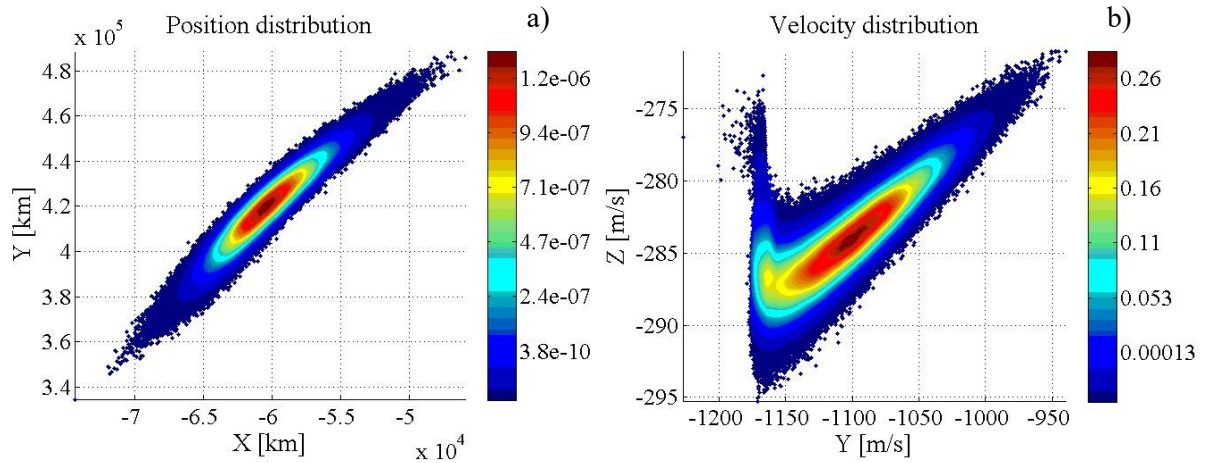 Position distribution
a)
x 10^5
Y [km]
4.8
4.6
4.4
4.2
4
3.8
3.6
3.4
-7
-6.5
-6
-5.5
-5
X [km]
x 10^4
1.2e-06
9.4e-07
7.1e-07
4.7e-07
2.4e-07
3.8e-10
Velocity distribution
b)
Z [m/s]
-275
-280
-285
-290
-295
-1200
-1150
-1100
-1050
-1000
-950
Y [m/s]
0.26
0.21
0.16
0.11
0.053
0.00013